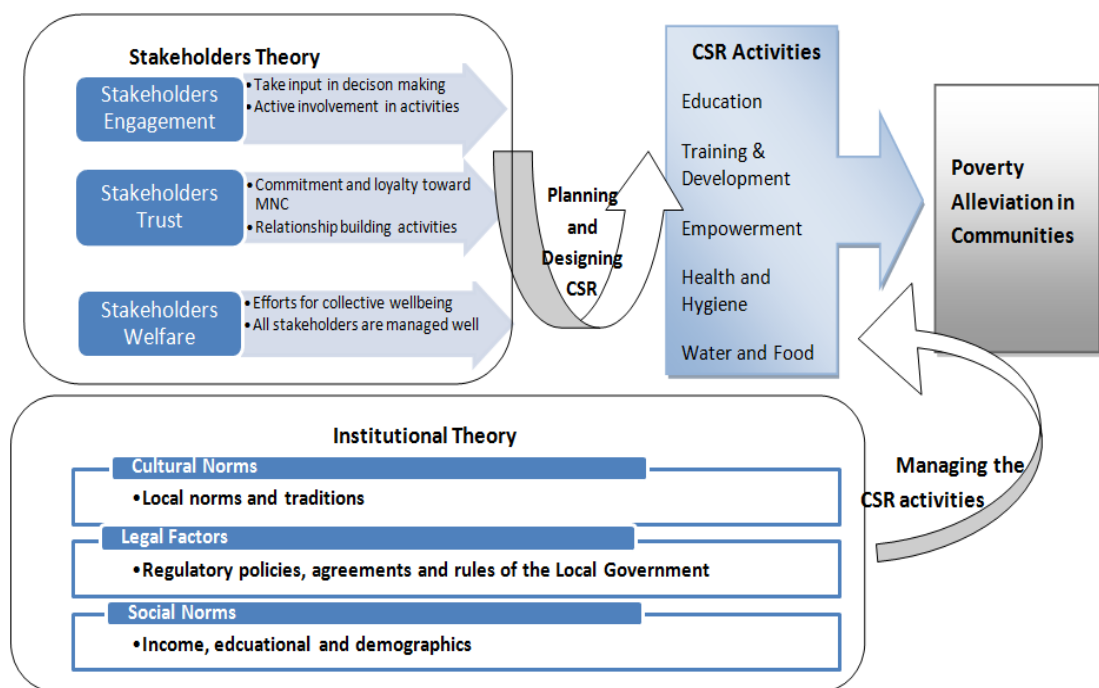 Stakeholders Theory
Stakeholders
Engagement
•Take input in decison making
•Active involvement in activities
Stakeholders
Trust
•Commitment and loyalty toward
MNC
•Relationship building activities
Stakeholders
Welfare
•Efforts for collective wellbeing
•All stakeholders are managed well
Planning
and
Designing
CSR
CSR Activities
Education
Training &
Development
Empowerment
Health and
Hygiene
Water and Food
Poverty
Alleviation in
Communities
Institutional Theory
Cultural Norms
•Local norms and traditions
Legal Factors
•Regulatory policies, agreements and rules of the Local Government
Social Norms
•Income, edcuational and demographics
Managing the
CSR activities